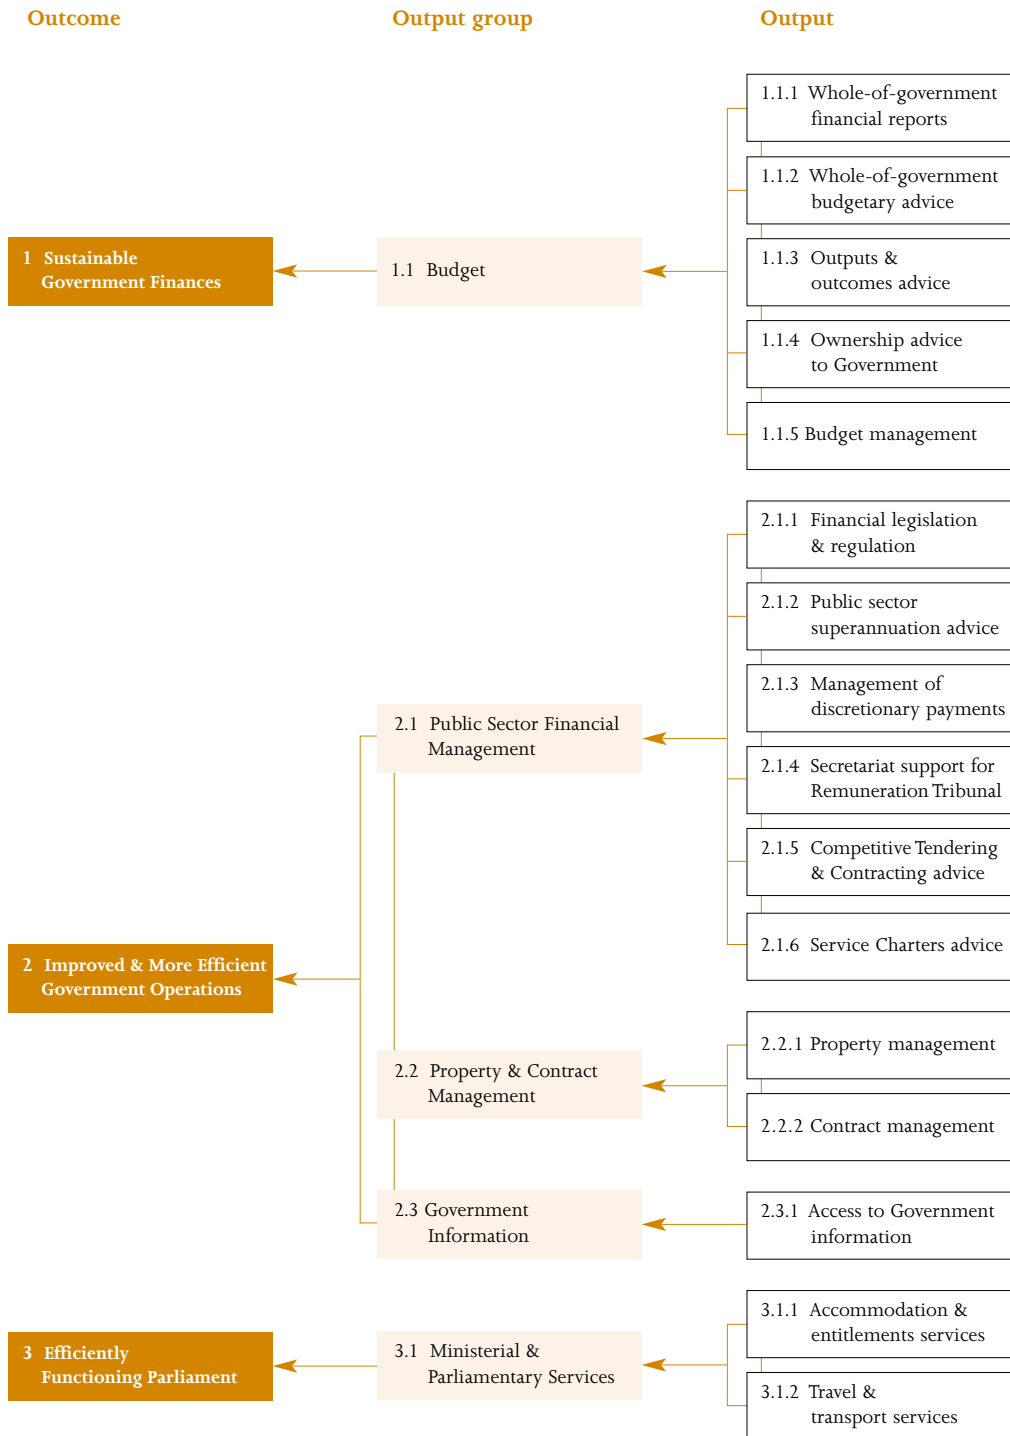 Outcome
Output group
Output
1.1.1 Whole-of-government
financial reports
1.1.2 Whole-of-government
budgetary advice
1 Sustainable
Government Finances
1.1 Budget
1.1.3 Outputs &
outcomes advice
1.1.4 Ownership advice
to Government
1.1.5 Budget management
2.1.1 Financial legislation
& regulation
2.1.2 Public sector
superannuation advice
2.1.3 Management of
discretionary payments
2.1 Public Sector Financial
Management
2.1.4 Secretariat support for
Remuneration Tribunal
2.1.5 Competitive Tendering
& Contracting advice
2.1.6 Service Charters advice
2 Improved & More Efficient
Government Operations
2.2.1 Property management
2.2 Property & Contract
Management
2.2.2 Contract management
2.3 Government
Information
2.3.1 Access to Government
information
3.1.1 Accommodation &
entitlements services
3 Efficiently
Functioning Parliament
3.1 Ministerial &
Parliamentary Services
3.1.2 Travel &
transport services